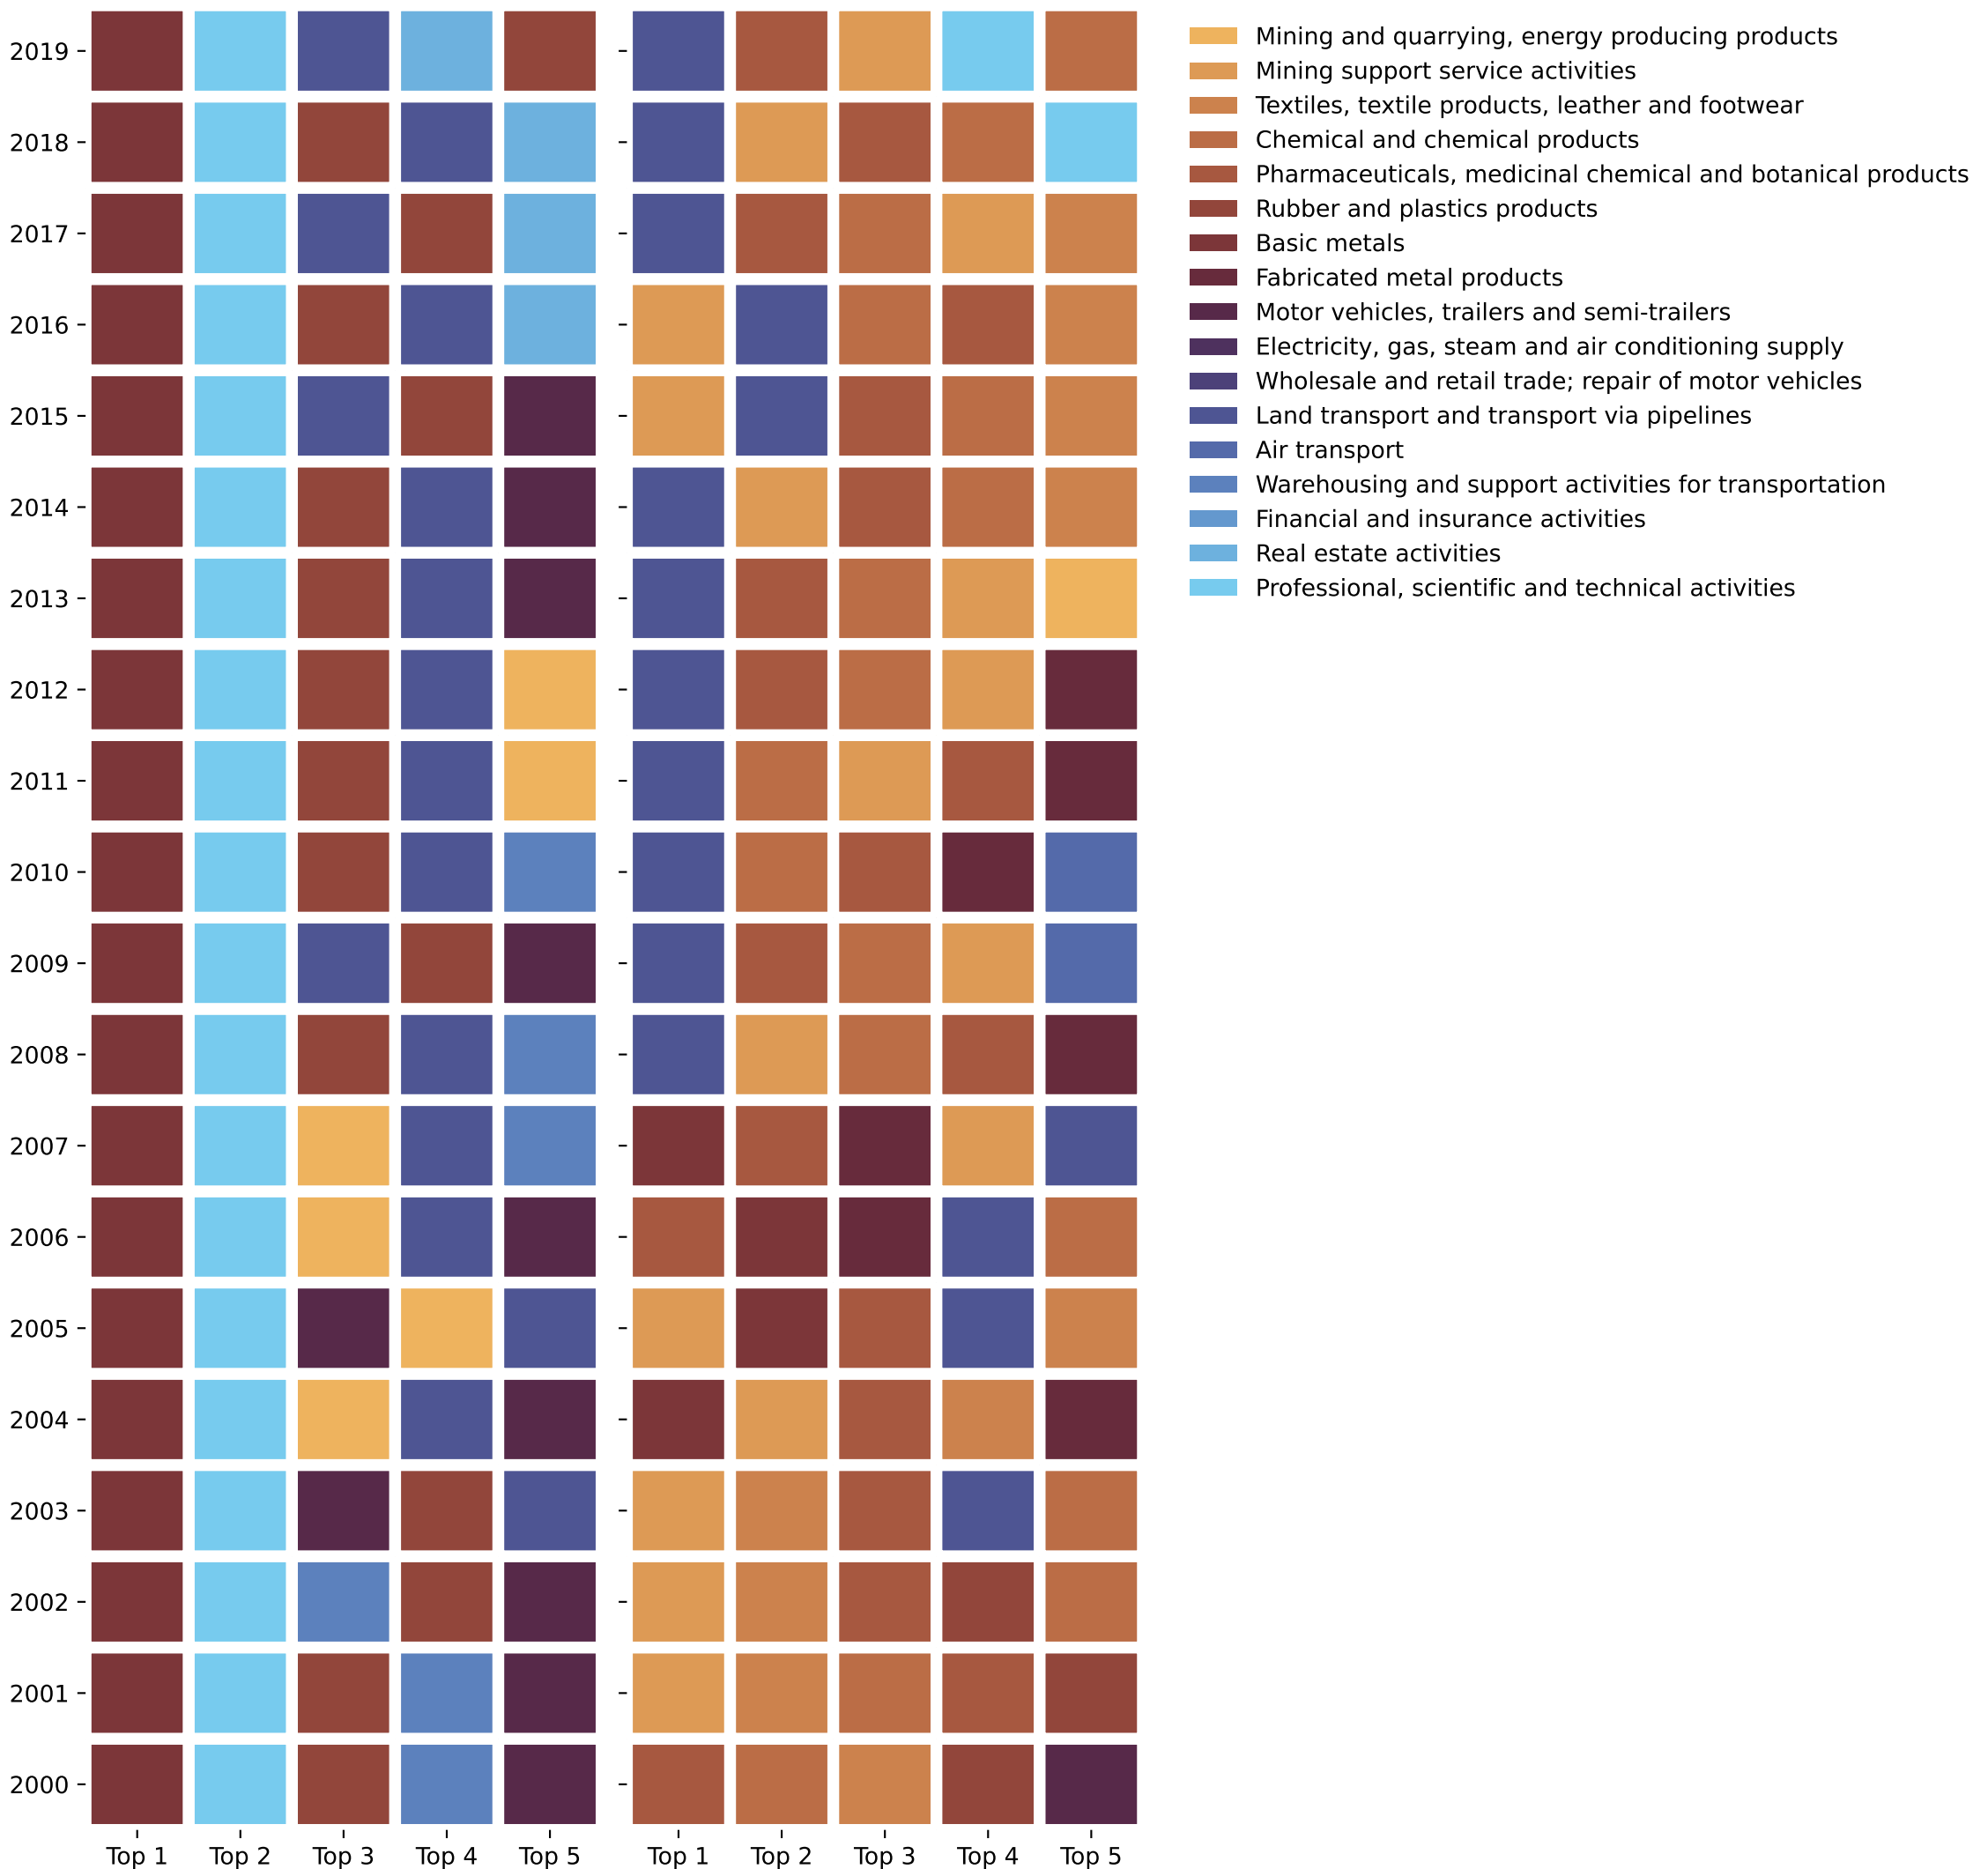 2019
2018
2017
2016
2015
2014
2013
2012
2011
2010
2009
2008
2007
2006
2005
2004
2003
2002
2001
2000
Top 1 Top 2 Top 3 Top 4 Top 5 Top 1 Top 2 Top 3 Top 4 Top 5
Mining and quarrying, energy producing products
Mining support service activities
Textiles, textile products, leather and footwear
Chemical and chemical products
Pharmaceuticals, medicinal chemical and botanical products
Rubber and plastics products
Basic metals
Fabricated metal products
Motor vehicles, trailers and semi-trailers
Electricity, gas, steam and air conditioning supply
Wholesale and retail trade; repair of motor vehicles
Land transport and transport via pipelines
Air transport
Warehousing and support activities for transportation
Financial and insurance activities
Real estate activities
Professional, scientific and technical activities